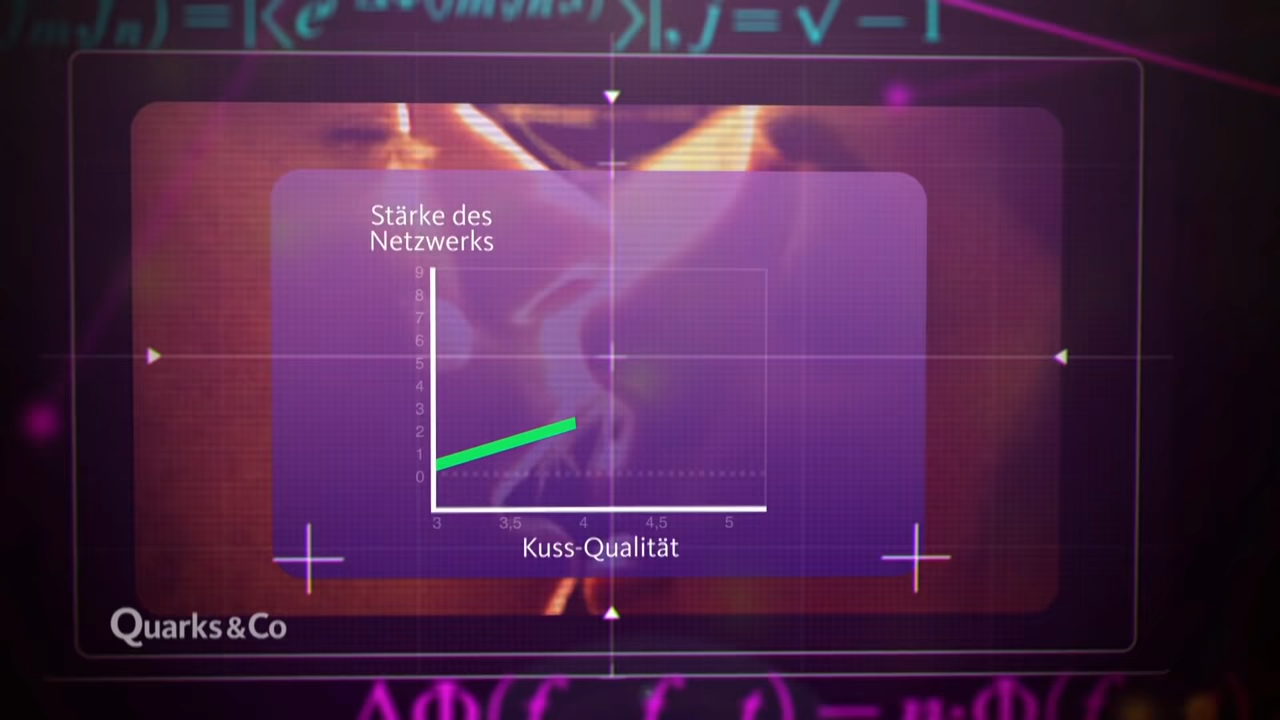 Stärke des
Netzwerks
9
8
7
6
5
4
3
2
1
0
3 3,5 4 4,5 5
Kuss-Qualität
Quarks&Co